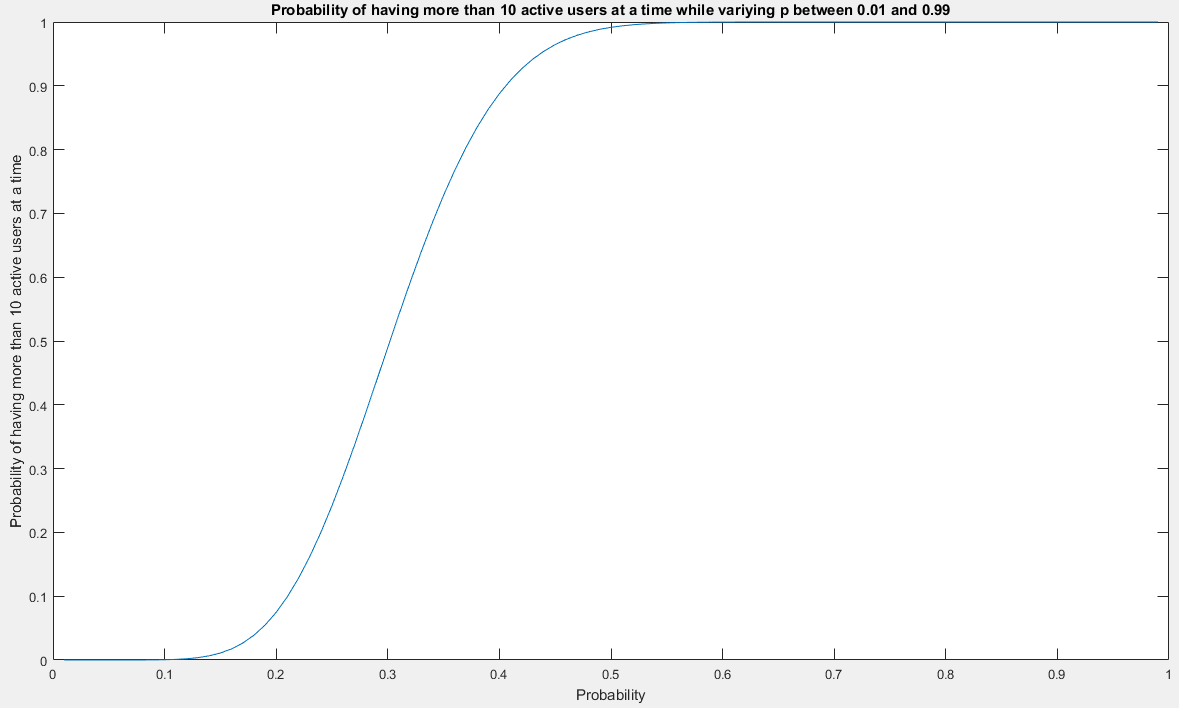 Probability of having more than 10 active users at a time while variying p between 0.01 and 0.99
Probability of having more than 10 active users at a time
1
0.9
0.8
0.7
0.6
0.5
0.4
0.3
0.2
0.1
0
0 0.1 0.2 0.3 0.4 0.5 0.6 0.7 0.8 0.9 1
Probability